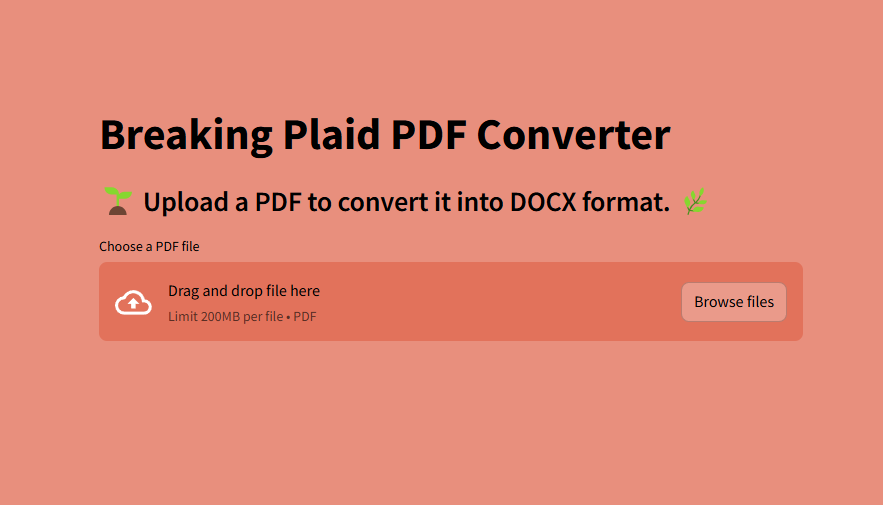 Breaking Plaid PDF Converter
🌱 Upload a PDF to convert it into DOCX format. 🌿
Choose a PDF file
Drag and drop file here
Limit 200MB per file • PDF
Browse files